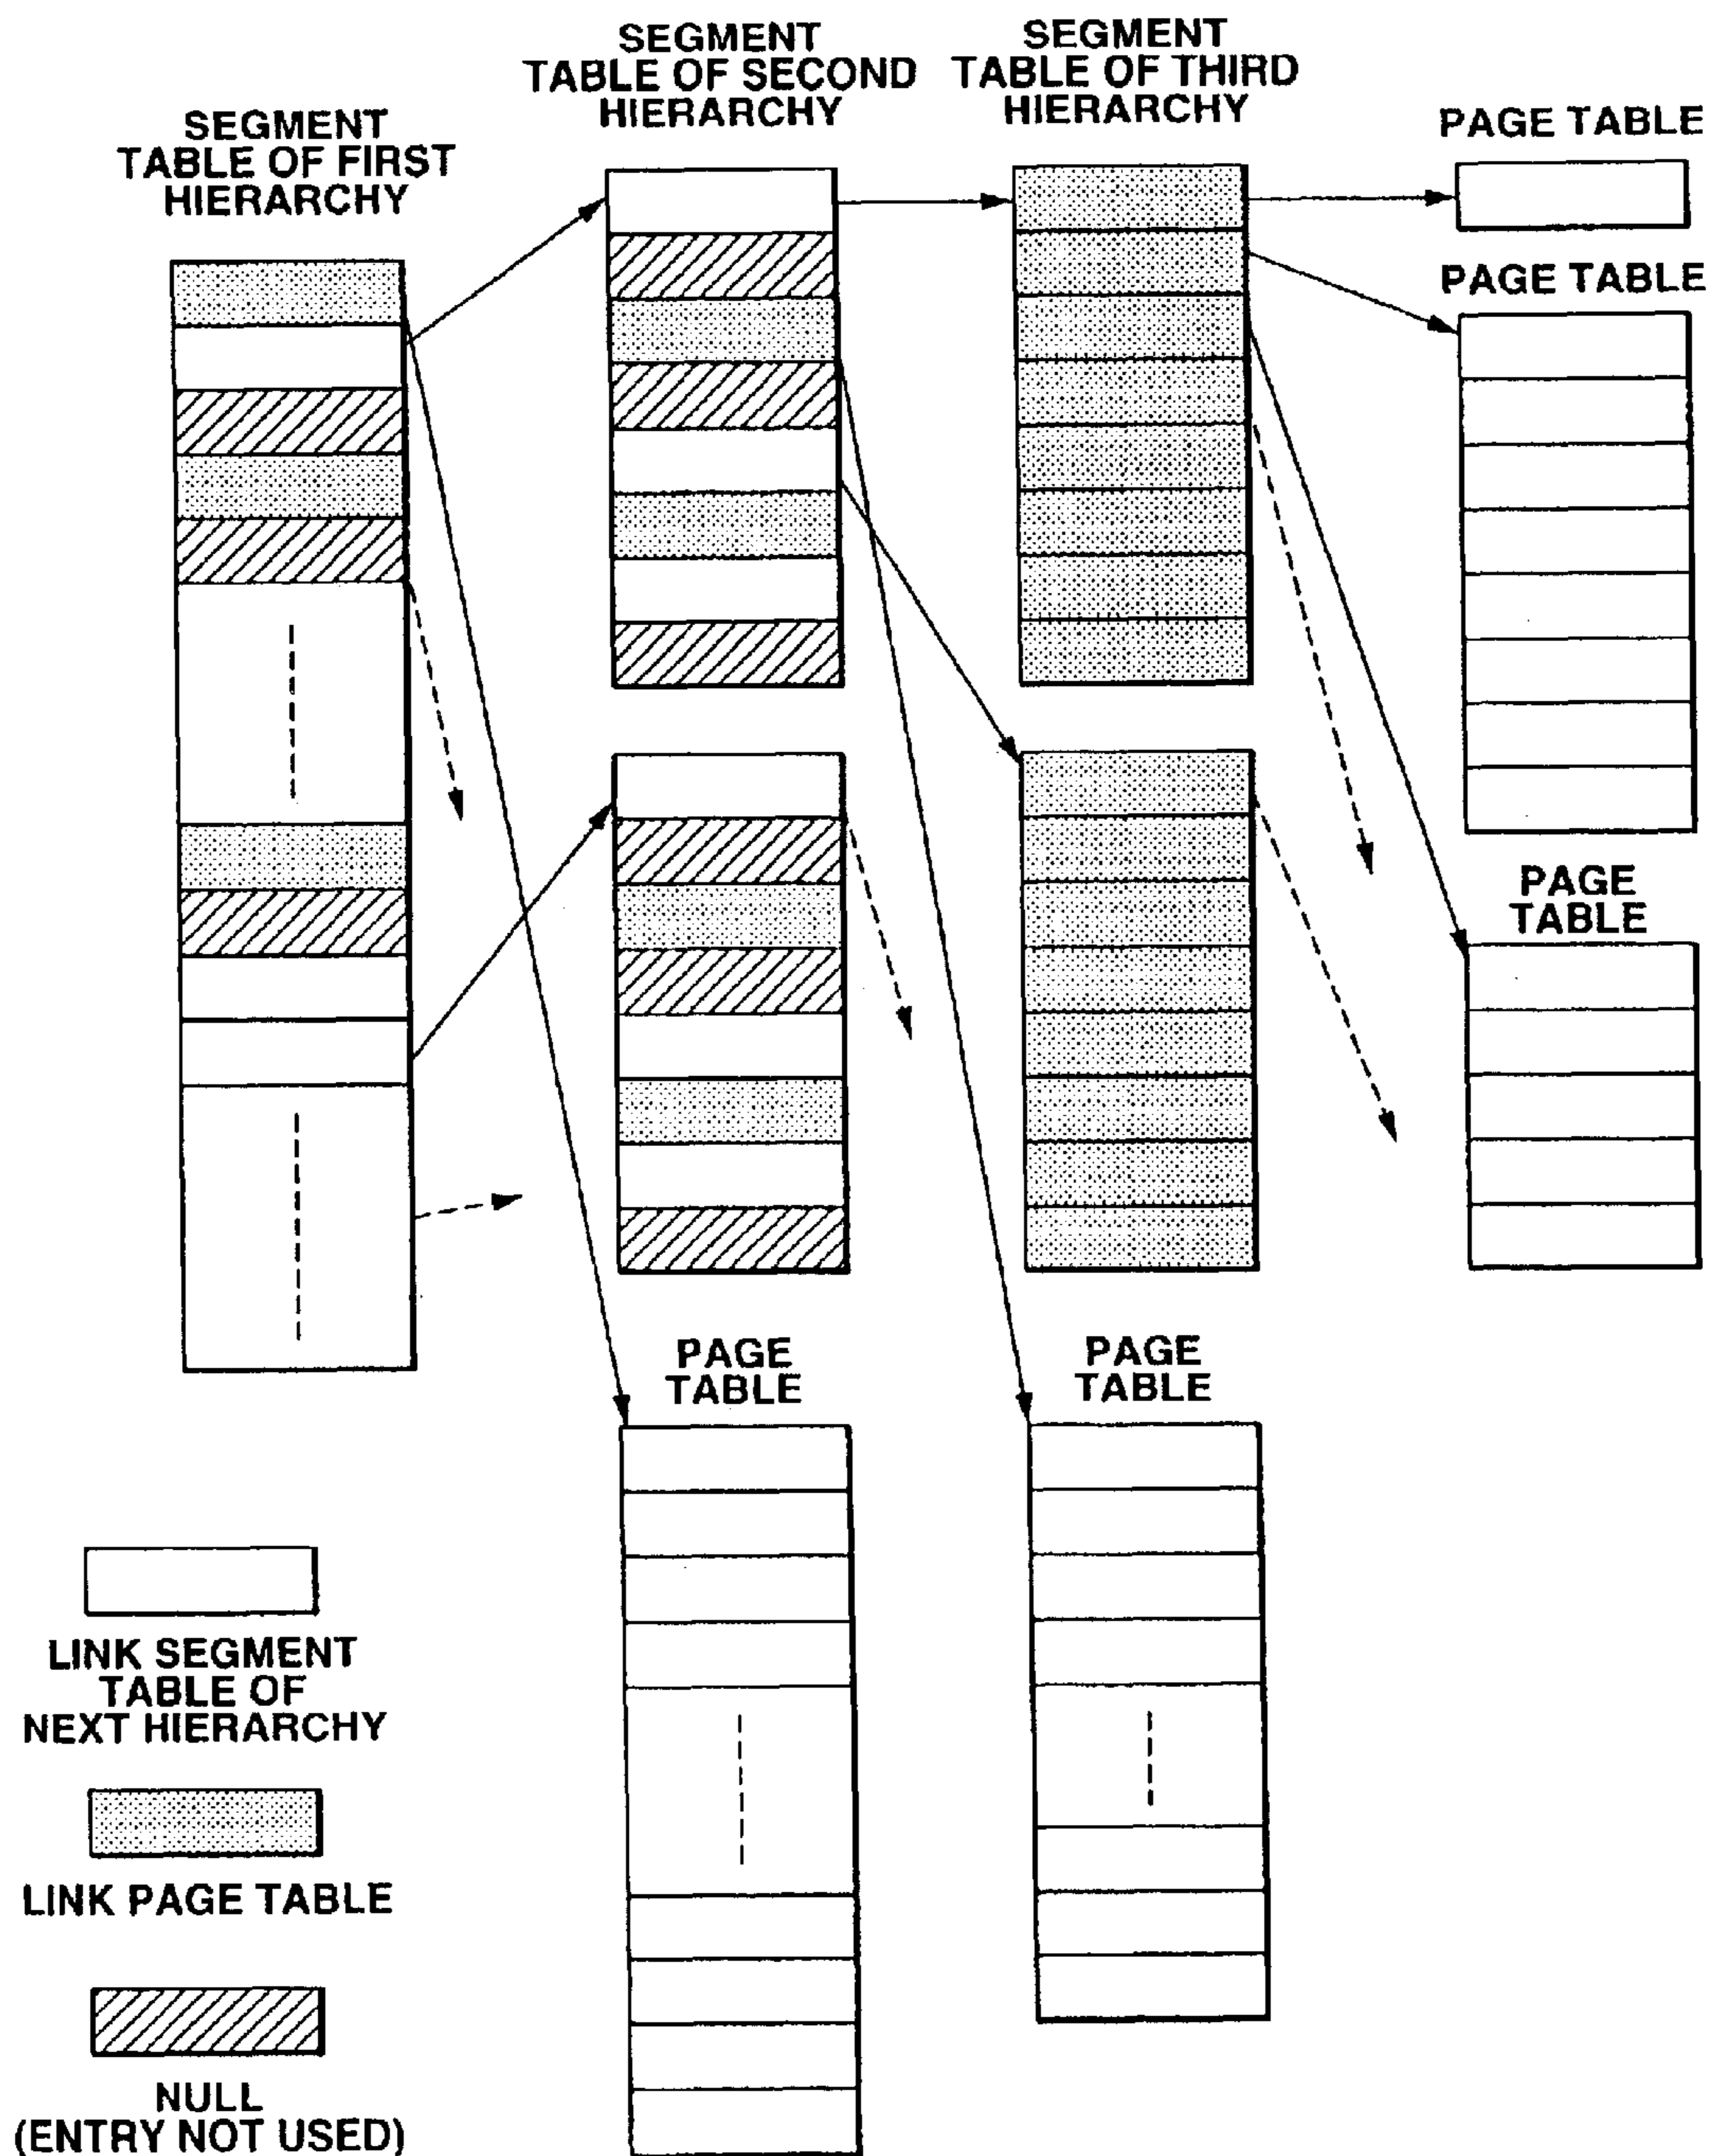 SEGMENT
TABLE OF FIRST
HIERARCHY
SEGMENT
TABLE OF SECOND
HIERARCHY
SEGMENT
TABLE OF THIRD
HIERARCHY
PAGE TABLE
PAGE TABLE
PAGE
TABLE
PAGE
TABLE
PAGE
TABLE
LINK SEGMENT
TABLE OF
NEXT HIERARCHY
LINK PAGE TABLE
NULL
(ENTRY NOT USED)